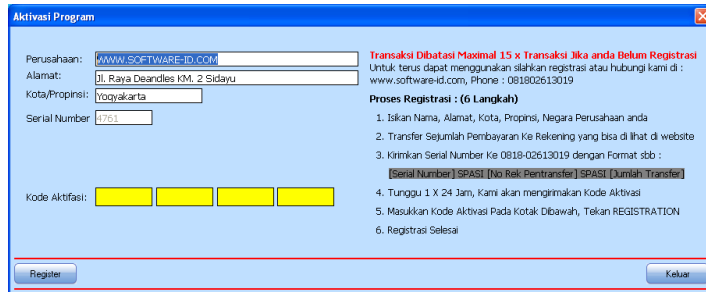 Aktivasi Program
Perusahaan: WWW.SOFTWARE-ID.COM
Alamat: Jl. Raya Deandles KM. 2 Sidayu
Kota/Propinsi: Yogyakarta
Serial Number 4761
Kode Aktifasi:
Transaksi Dibatasi Maximal 15 x Transaksi Jika anda Belum Registrasi
Untuk terus dapat menggunakan silahkan registrasi atau hubungi kami di :
www.software-id.com, Phone : 081802613019
Proses Registrasi : (6 Langkah)
1. Isikan Nama, Alamat, Kota, Propinsi, Negara Perusahaan anda
2. Transfer Sejumlah Pembayaran Ke Rekening yang bisa di lihat di website
3. Kirimkan Serial Number Ke 0818-02613019 dengan Format sbb :
[Serial Number] SPASI [No Rek Pentransfer] SPASI [Jumlah Transfer]
4. Tunggu 1 X 24 Jam, Kami akan mengirimakan Kode Aktivasi
5. Masukkan Kode Aktivasi Pada Kotak Dibawah, Tekan REGISTRATION
6. Registrasi Selesai
Register
Keluar